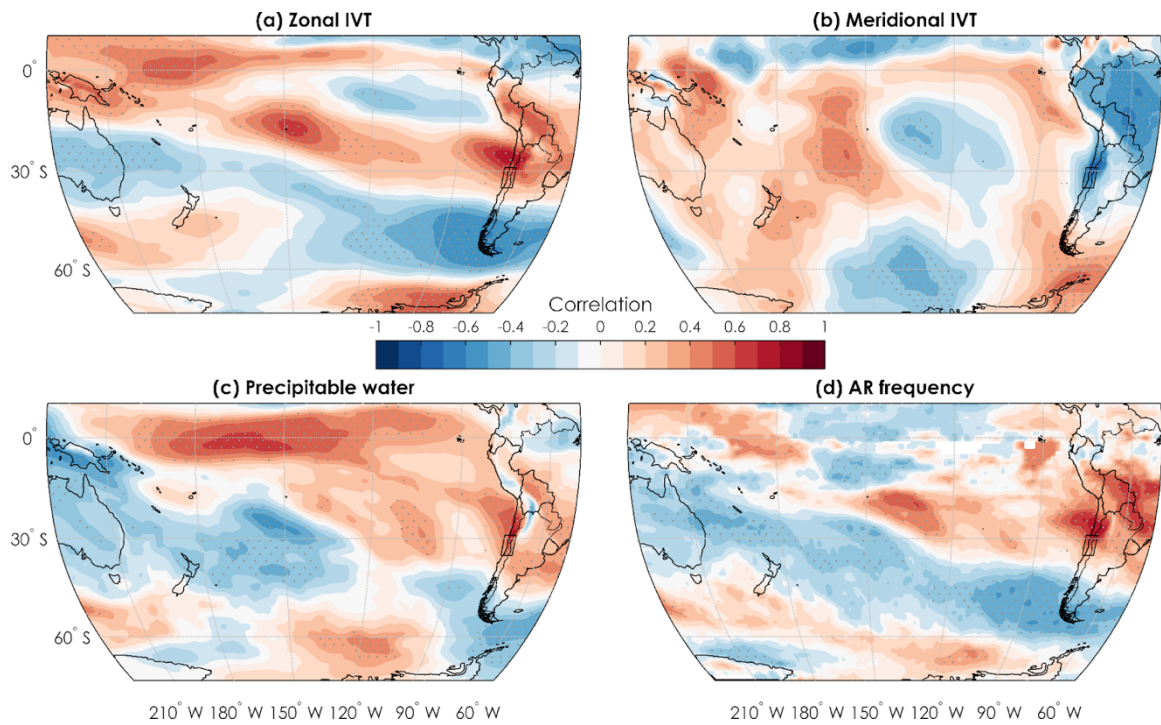 (a) Zonal IVT
(b) Meridional IVT
0°
30° S
60° S
Correlation
-1 -0.8 -0.6 -0.4 -0.2 0 0.2 0.4 0.6 0.8 1
(c) Precipitable water
(d) AR frequency
0°
30° S
60° S
210° W 180° W 150° W 120° W 90° W 60° W
210° W 180° W 150° W 120° W 90° W 60° W